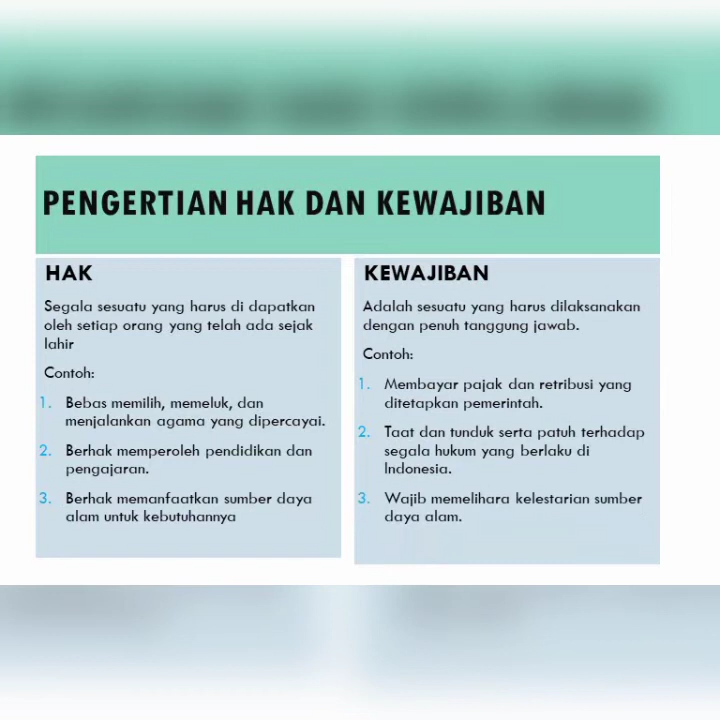 PENGERTIAN HAK DAN KEWAJIBAN
HAK
Segala sesuatu yang harus di dapatkan
oleh setiap orang yang telah ada sejak
lahir
Contoh:
1. Bebas memilih, memeluk, dan
menjalankan agama yang dipercayai.
2. Berhak memperoleh pendidikan dan
pengajaran.
3. Berhak memanfaatkan sumber daya
alam untuk kebutuhannya
KEWAJIBAN
Adalah sesuatu yang harus dilaksanakan
dengan penuh tanggung jawab.
Contoh:
1. Membayar pajak dan retribusi yang
ditetapkan pemerintah.
2. Taat dan tunduk serta patuh terhadap
segala hukum yang berlaku di
Indonesia.
3. Wajib memelihara kelestarian sumber
daya alam.